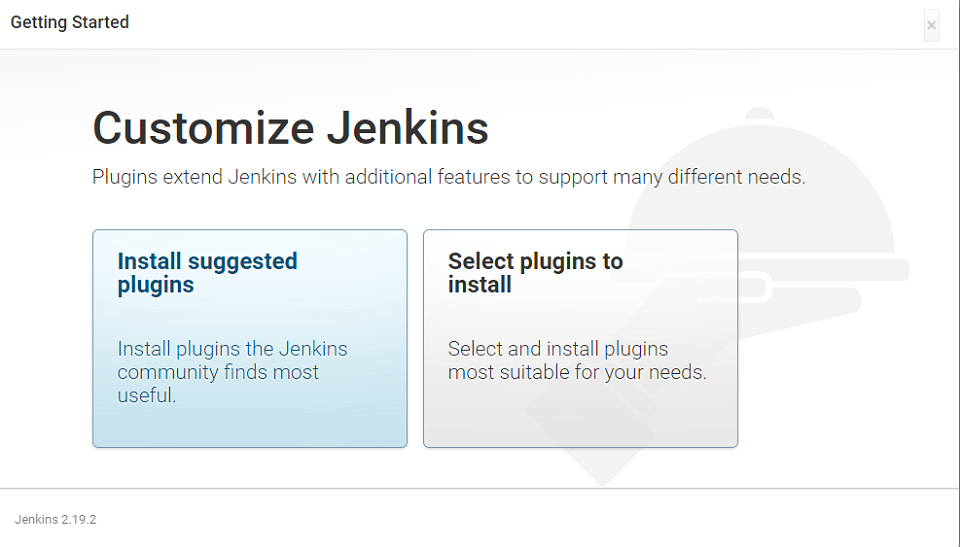 Getting Started
×
Customize Jenkins
Plugins extend Jenkins with additional features to support many different needs.
Install suggested
plugins
Install plugins the Jenkins
community finds most
useful.
Select plugins to
install
Select and install plugins
most suitable for your needs.
Jenkins 2.19.2